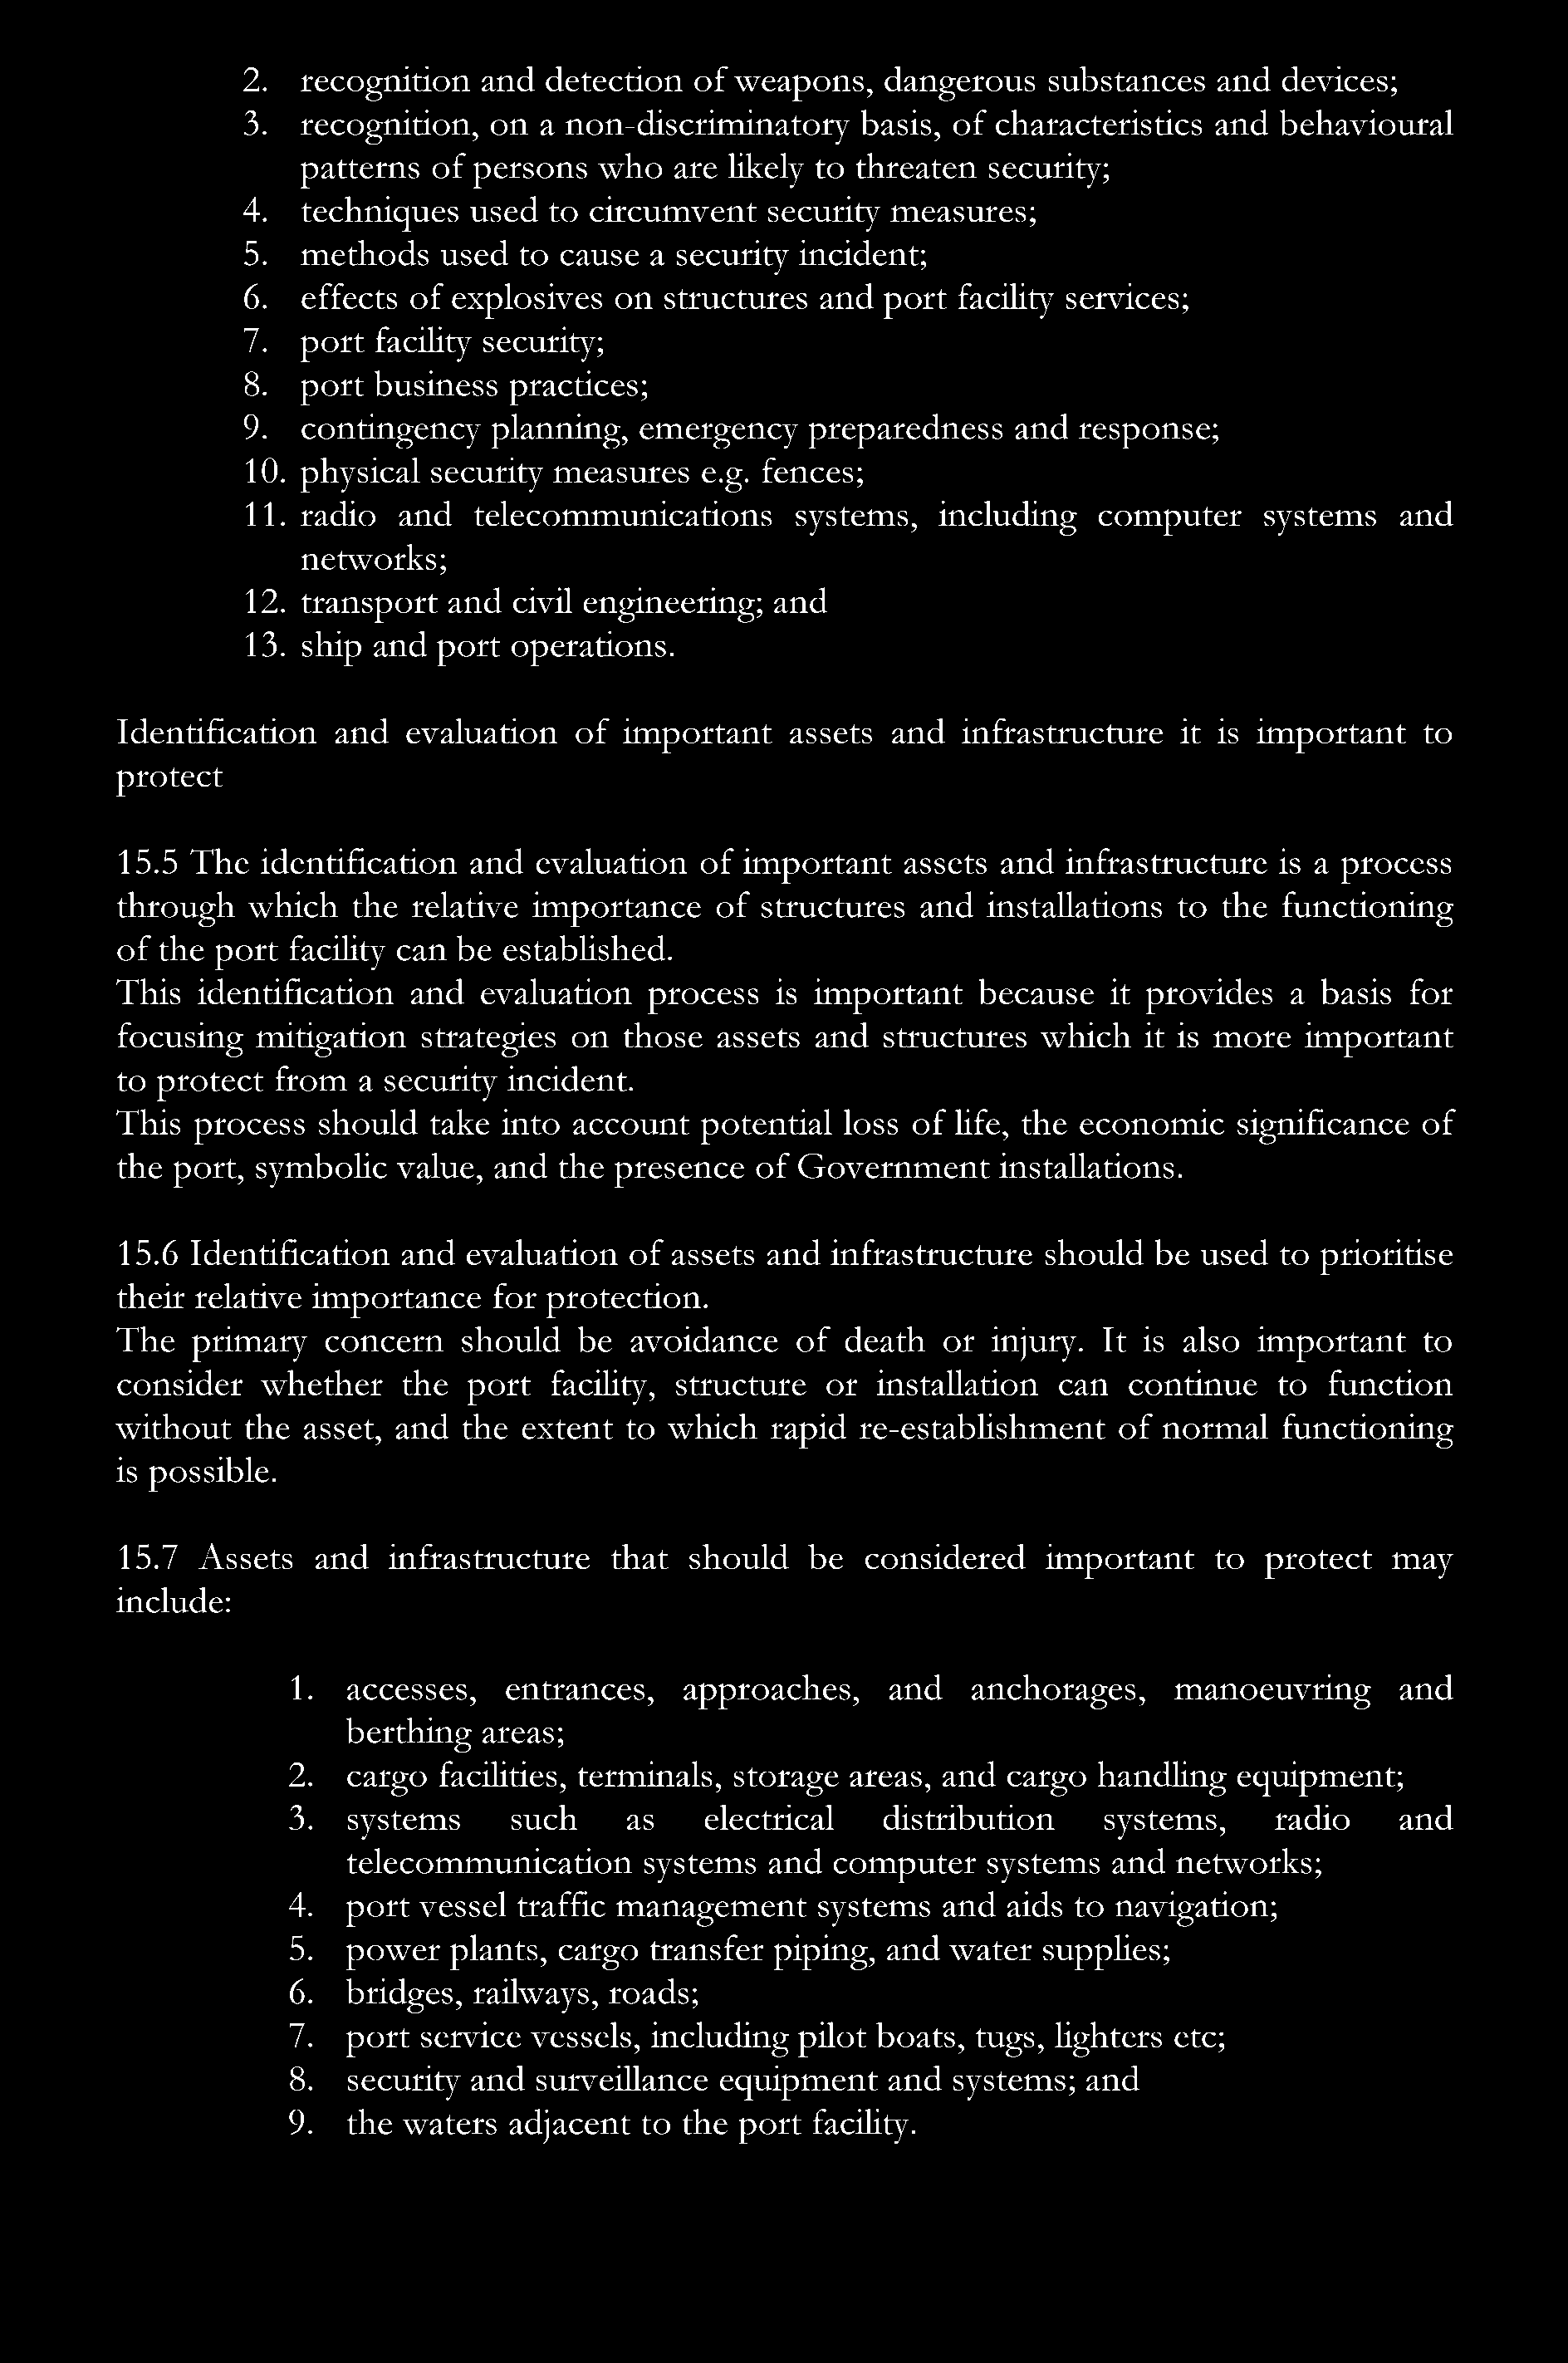 2. recognition and detection of weapons, dangerous substances and devices;
3. recognition, on a non-discriminatory basis, of characteristics and behavioural
patterns of persons who are likely to threaten security;
4. techniques used to circumvent security measures;
5. methods used to cause a security incident;
6. effects of explosives on structures and port facility services;
7. port facility security;
8. port business practices;
9. contingency planning, emergency preparedness and response;
10. physical security measures e.g. fences;
11. radio and telecommunications systems, including computer systems and
networks;
12. transport and civil engineering; and
13. ship and port operations.
Identification and evaluation of important assets and infrastructure it is important to
protect
15.5 The identification and evaluation of important assets and infrastructure is a process
through which the relative importance of structures and installations to the functioning
of the port facility can be established.
This identification and evaluation process is important because it provides a basis for
focusing mitigation strategies on those assets and structures which it is more important
to protect from a security incident.
This process should take into account potential loss of life, the economic significance of
the port, symbolic value, and the presence of Government installations.
15.6 Identification and evaluation of assets and infrastructure should be used to prioritise
their relative importance for protection.
The primary concern should be avoidance of death or injury. It is also important to
consider whether the port facility, structure or installation can continue to function
without the asset, and the extent to which rapid re-establishment of normal functioning
is possible.
15.7 Assets and infrastructure that should be considered important to protect may
include:
1. accesses, entrances, approaches, and anchorages, manoeuvring and
berthing areas;
2. cargo facilities, terminals, storage areas, and cargo handling equipment;
3. systems such as electrical distribution systems, radio and
telecommunication systems and computer systems and networks;
4. port vessel traffic management systems and aids to navigation;
5. power plants, cargo transfer piping, and water supplies;
6. bridges, railways, roads;
7. port service vessels, including pilot boats, tugs, lighters etc;
8. security and surveillance equipment and systems; and
9. the waters adjacent to the port facility.